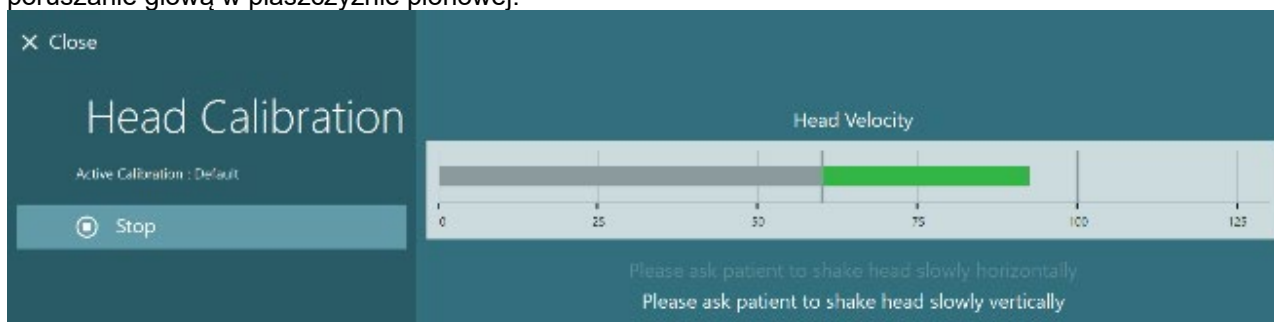 poruszanie głową w płaszczyźnie pionowej.
Close
Head Calibration
Active Calibration : Default
Stop
Head Velocity
0 25 50 75 100 125
Please ask patient to shake head slowly horizontally
Please ask patient to shake head slowly vertically